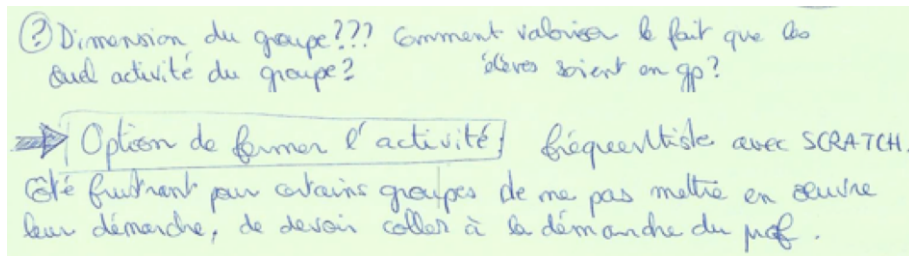 ? Dimension du groupe??? Comment valoriser le fait que les
Quel activité du groupe? élèves soient en gp?
Option de fermer l'activité! fréquentiste avec SCRATCH.
Côté frustrant pour certains groupes de ne pas mettre en œuvre
leur démarche, de devoir coller à la démarche du prof.